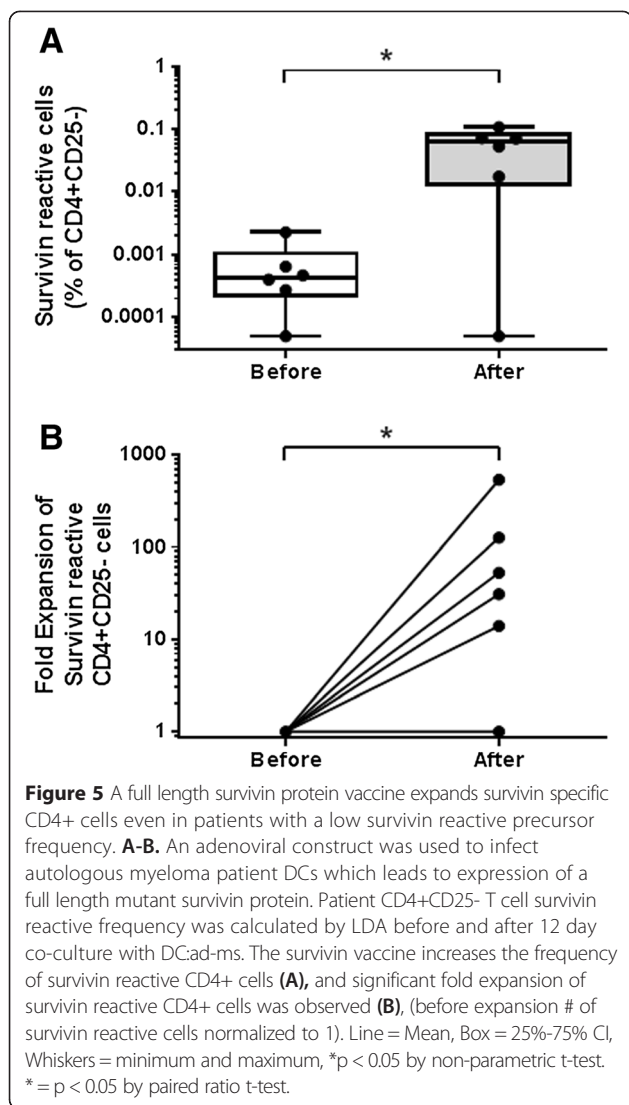 A
*
Survivin reactive cells
(% of CD4+CD25-)
1
0.1
0.01
0.001
0.0001
Before
After
B
*
Fold Expansion of
Survivin reactive
CD4+CD25- cells
1000
100
10
1
Before
After
Figure 5 A full length survivin protein vaccine expands survivin specific
CD4+ cells even in patients with a low survivin reactive precursor
frequency. A-B. An adenoviral construct was used to infect
autologous myeloma patient DCs which leads to expression of a
full length mutant survivin protein. Patient CD4+CD25- T cell survivin
reactive frequency was calculated by LDA before and after 12 day
co-culture with DC:ad-ms. The survivin vaccine increases the frequency
of survivin reactive CD4+ cells (A), and significant fold expansion of
survivin reactive CD4+ cells was observed (B), (before expansion # of
survivin reactive cells normalized to 1). Line = Mean, Box = 25%-75% CI,
Whiskers = minimum and maximum, *p < 0.05 by non-parametric t-test.
* = p < 0.05 by paired ratio t-test.